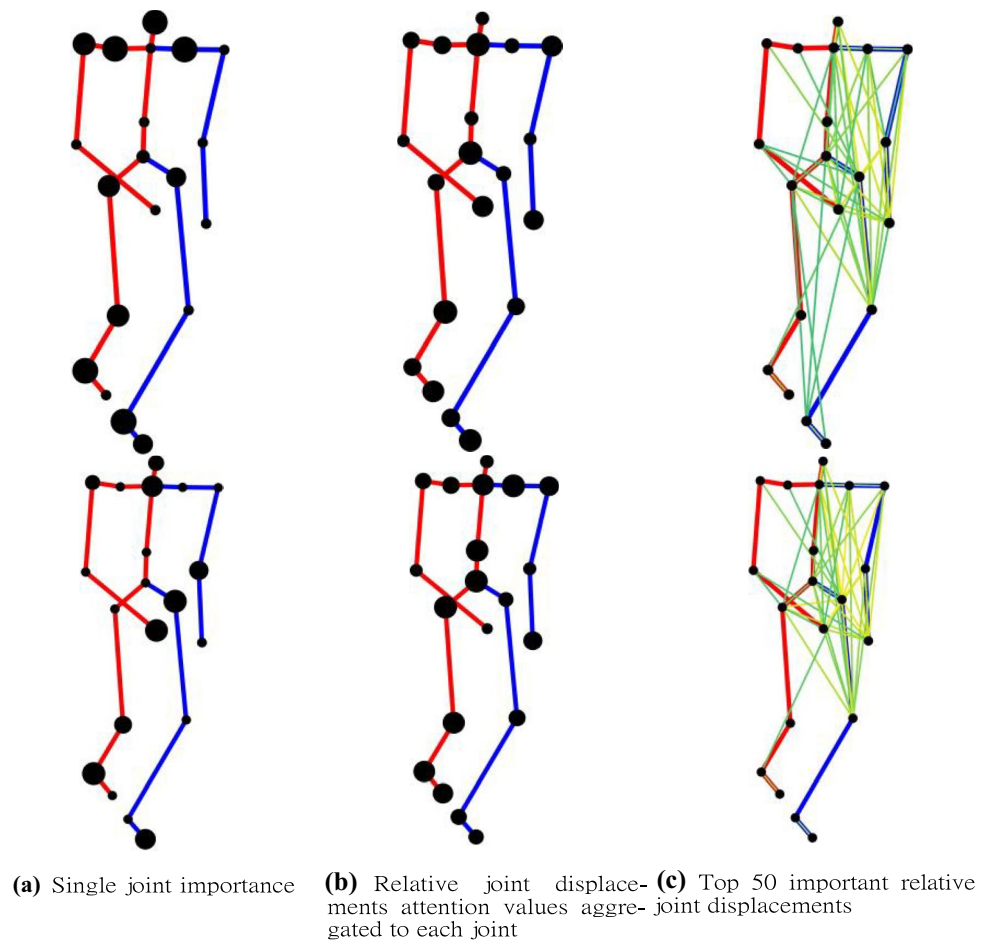 (a) Single joint importance
(b) Relative joint displace-
ments attention values aggre-
gated to each joint
(c) Top 50 important relative
joint displacements